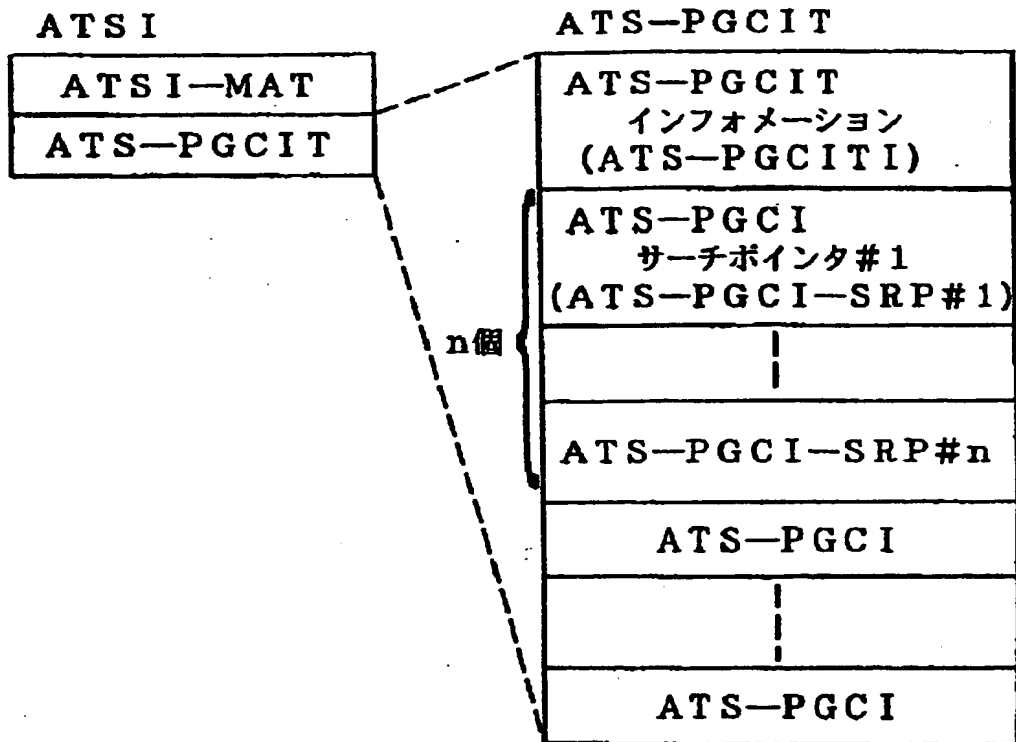 ATSI
ATSI—MAT
ATS—PGCIT
ATS—PGCIT
ATS—PGCIT
インフォメーション
(ATS—PGCITI)
ATS—PGCI
サーチポインタ#1
(ATS—PGCI—SRP#1)
n個
ATS—PGCI—SRP#n
ATS—PGCI
ATS—PGCI